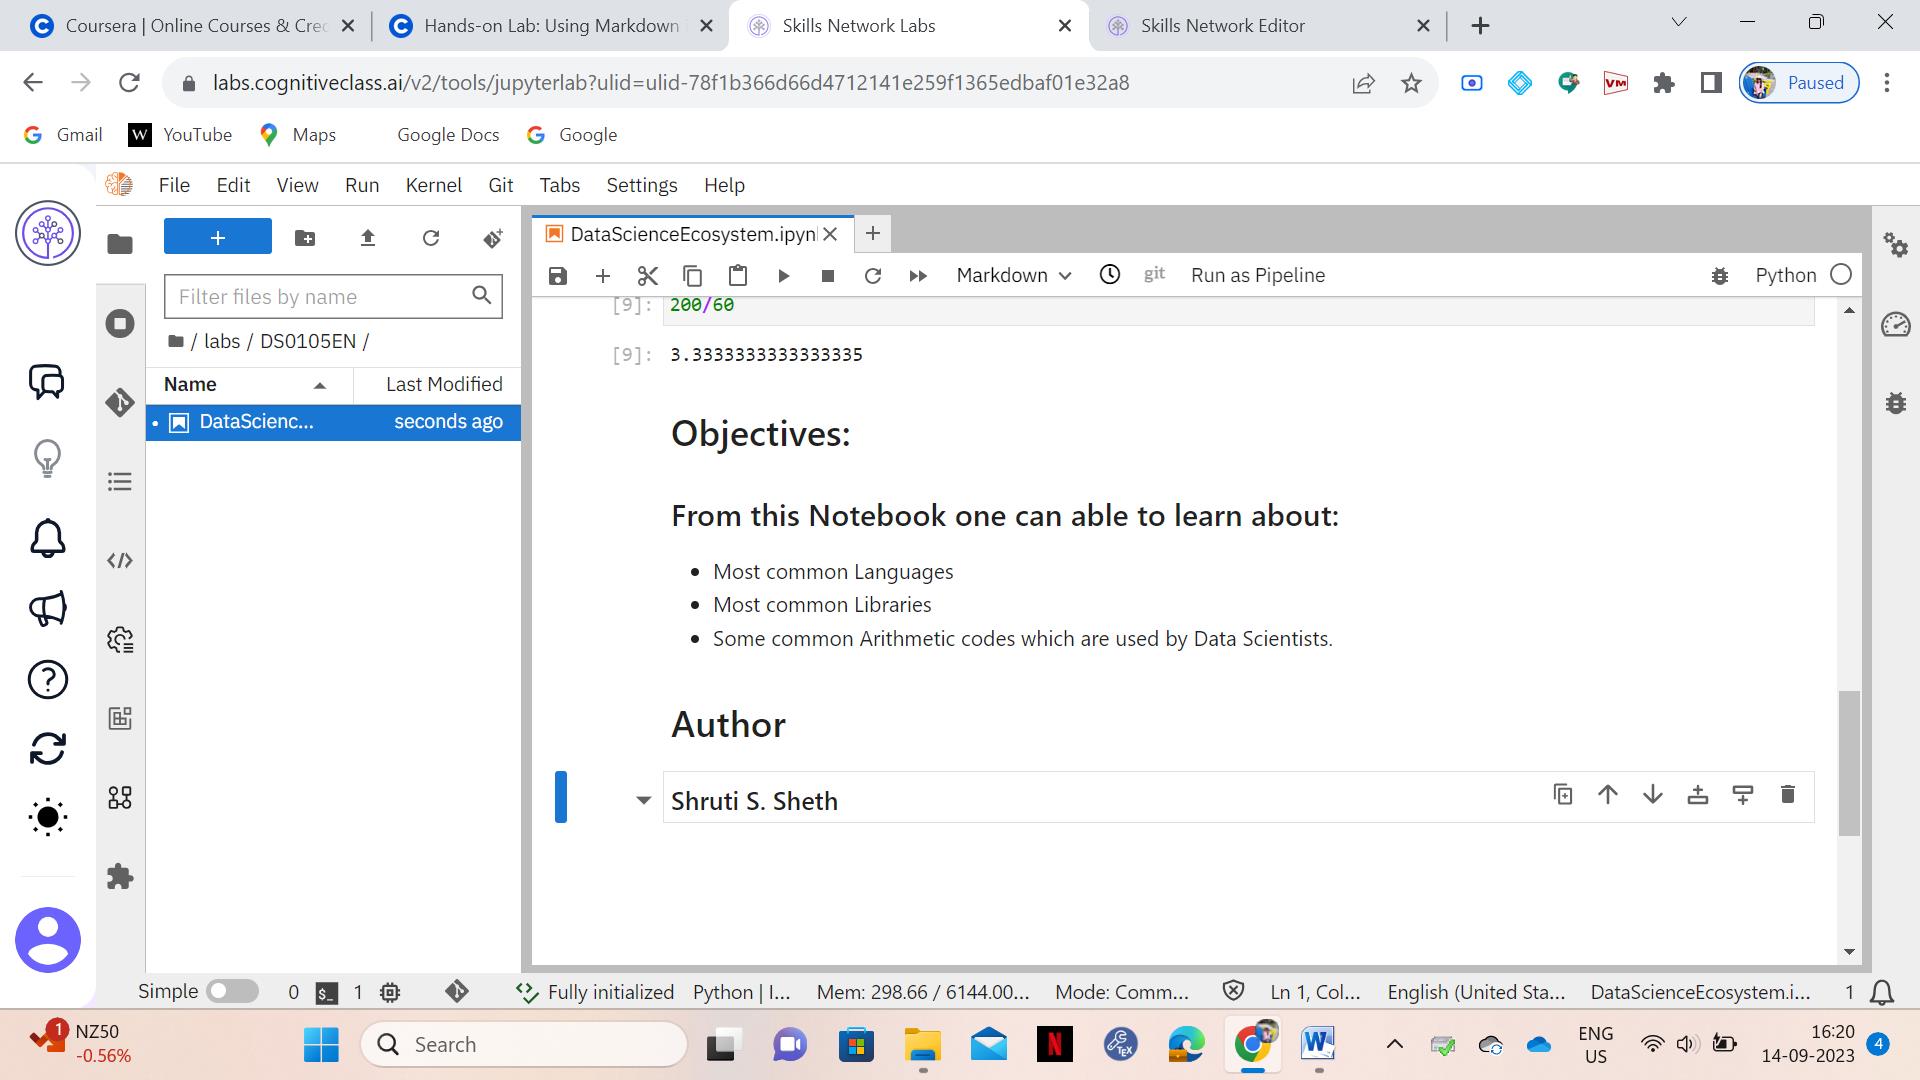 Coursera | Online Courses & Cre
Hands-on Lab: Using Markdown
Skills Network Labs
Skills Network Editor
labs.cognitiveclass.ai/v2/tools/jupyterlab?ulid=ulid-78f1b366d66d4712141e259f1365edbaf01e32a8
VM
Paused
Gmail
W YouTube
Maps
Google Docs
Google
File Edit View Run Kernel Git Tabs Settings Help
DataScienceEcosystem.ipyn
Filter files by name
/ labs / DS0105EN /
Name
Last Modified
DataScienc...
seconds ago
Markdown
git
Run as Pipeline
Python
[9]: 200/60
[9]: 3.3333333333333335
Objectives:
From this Notebook one can able to learn about:
Most common Languages
Most common Libraries
Some common Arithmetic codes which are used by Data Scientists.
Author
Shruti S. Sheth
Simple 0 $_ 1 Fully initialized Python | I... Mem: 298.66 / 6144.00... Mode: Comm... Ln 1, Col... English (United Sta... DataScienceEcosystem.i... 1
1
NZ50
-0.56%
Search
N
TEX
W
ENG
US
16:20
14-09-2023
4